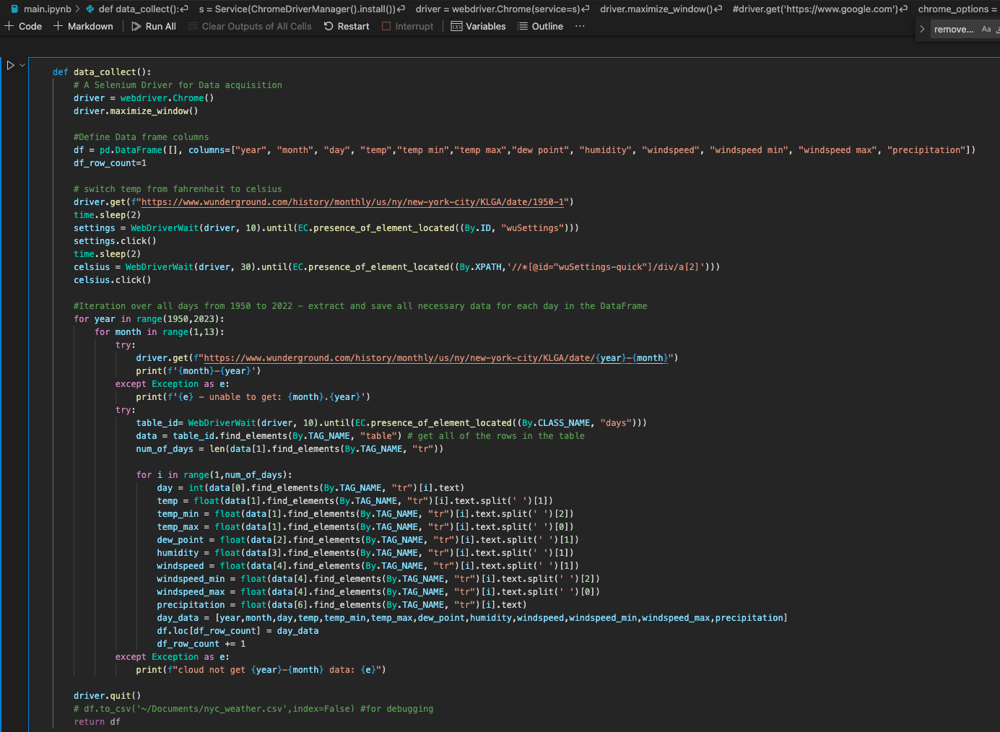 main.ipynb > def data_collect():↵ s = Service(ChromeDriverManager().install())↵ driver = webdriver.Chrome(service=s)↵ driver.maximize_window()↵ #driver.get('https://www.google.com')↵ chrome_options =
+ Code + Markdown | Run All Clear Outputs of All Cells Restart Interrupt | Variables Outline ···
> remove... Aa
def data_collect():
# A Selenium Driver for Data acquisition
driver = webdriver.Chrome()
driver.maximize_window()
#Define Data frame columns
df = pd.DataFrame([], columns=["year", "month", "day", "temp","temp min","temp max","dew point", "humidity", "windspeed", "windspeed min", "windspeed max", "precipitation"])
df_row_count=1
# switch temp from fahrenheit to celsius
driver.get(f"https://www.wunderground.com/history/monthly/us/ny/new-york-city/KLGA/date/1950-1")
time.sleep(2)
settings = WebDriverWait(driver, 10).until(EC.presence_of_element_located((By.ID, "wuSettings")))
settings.click()
time.sleep(2)
celsius = WebDriverWait(driver, 30).until(EC.presence_of_element_located((By.XPATH,'//*[@id="wuSettings-quick"]/div/a[2]')))
celsius.click()
#Iteration over all days from 1950 to 2022 - extract and save all necessary data for each day in the DataFrame
for year in range(1950,2023):
for month in range(1,13):
try:
driver.get(f"https://www.wunderground.com/history/monthly/us/ny/new-york-city/KLGA/date/{year}-{month}")
print(f'{month}-{year}')
except Exception as e:
print(f'{e} - unable to get: {month}.{year}')
try:
table_id= WebDriverWait(driver, 10).until(EC.presence_of_element_located((By.CLASS_NAME, "days")))
data = table_id.find_elements(By.TAG_NAME, "table") # get all of the rows in the table
num_of_days = len(data[1].find_elements(By.TAG_NAME, "tr"))
for i in range(1,num_of_days):
day = int(data[0].find_elements(By.TAG_NAME, "tr")[i].text)
temp = float(data[1].find_elements(By.TAG_NAME, "tr")[i].text.split(' ')[1])
temp_min = float(data[1].find_elements(By.TAG_NAME, "tr")[i].text.split(' ')[2])
temp_max = float(data[1].find_elements(By.TAG_NAME, "tr")[i].text.split(' ')[0])
dew_point = float(data[2].find_elements(By.TAG_NAME, "tr")[i].text.split(' ')[1])
humidity = float(data[3].find_elements(By.TAG_NAME, "tr")[i].text.split(' ')[1])
windspeed = float(data[4].find_elements(By.TAG_NAME, "tr")[i].text.split(' ')[1])
windspeed_min = float(data[4].find_elements(By.TAG_NAME, "tr")[i].text.split(' ')[2])
windspeed_max = float(data[4].find_elements(By.TAG_NAME, "tr")[i].text.split(' ')[0])
precipitation = float(data[6].find_elements(By.TAG_NAME, "tr")[i].text)
day_data = [year,month,day,temp,temp_min,temp_max,dew_point,humidity,windspeed,windspeed_min,windspeed_max,precipitation]
df.loc[df_row_count] = day_data
df_row_count += 1
except Exception as e:
print(f"cloud not get {year}-{month} data: {e}")
driver.quit()
# df.to_csv('~/Documents/nyc_weather.csv',index=False) #for debugging
return df